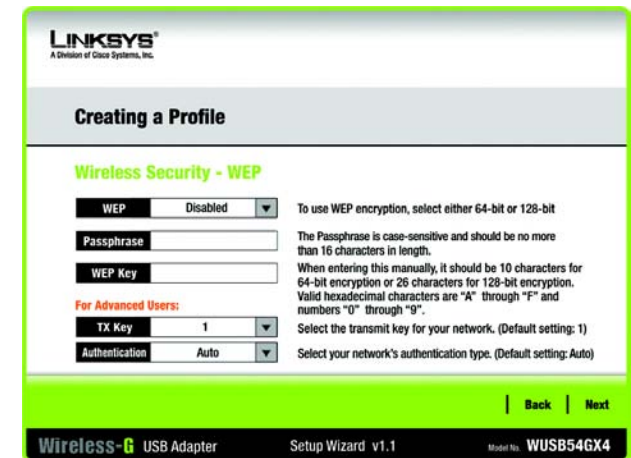 LINKSYS®
A Division of Cisco Systems, Inc.
Creating a Profile
Wireless Security - WEP
WEP Disabled To use WEP encryption, select either 64-bit or 128-bit
Passphrase The Passphrase is case-sensitive and should be no more
than 16 characters in length.
WEP Key When entering this manually, it should be 10 characters for
64-bit encryption or 26 characters for 128-bit encryption.
Valid hexadecimal characters are "A" through "F" and
numbers "0" through "9".
For Advanced Users:
TX Key 1 Select the transmit key for your network. (Default setting: 1)
Authentication Auto Select your network's authentication type. (Default setting: Auto)
Back Next
Wireless-G USB Adapter Setup Wizard v1.1 Model No. WUSB54GX4